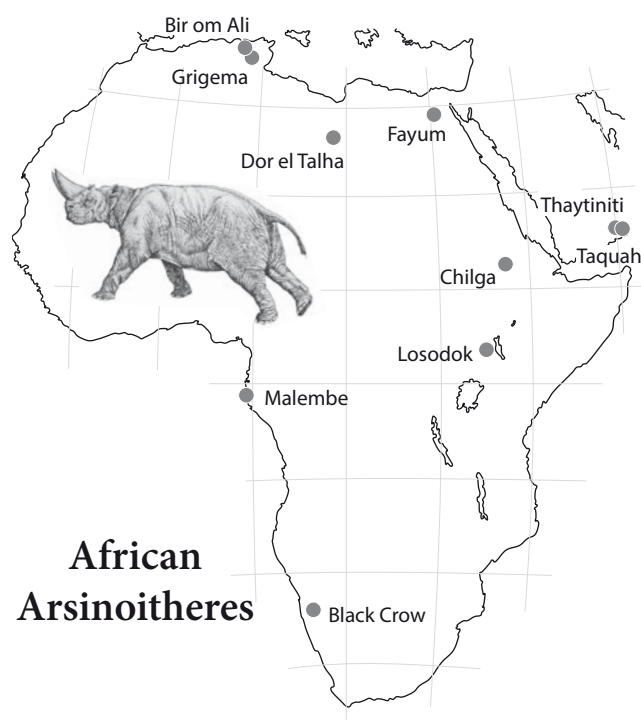 Bir om Ali
Grigema
Dor el Talha
Fayum
Thaytiniti
Taquah
Chilga
Losodok
Malembe
African
Arsinoitheres
Black Crow